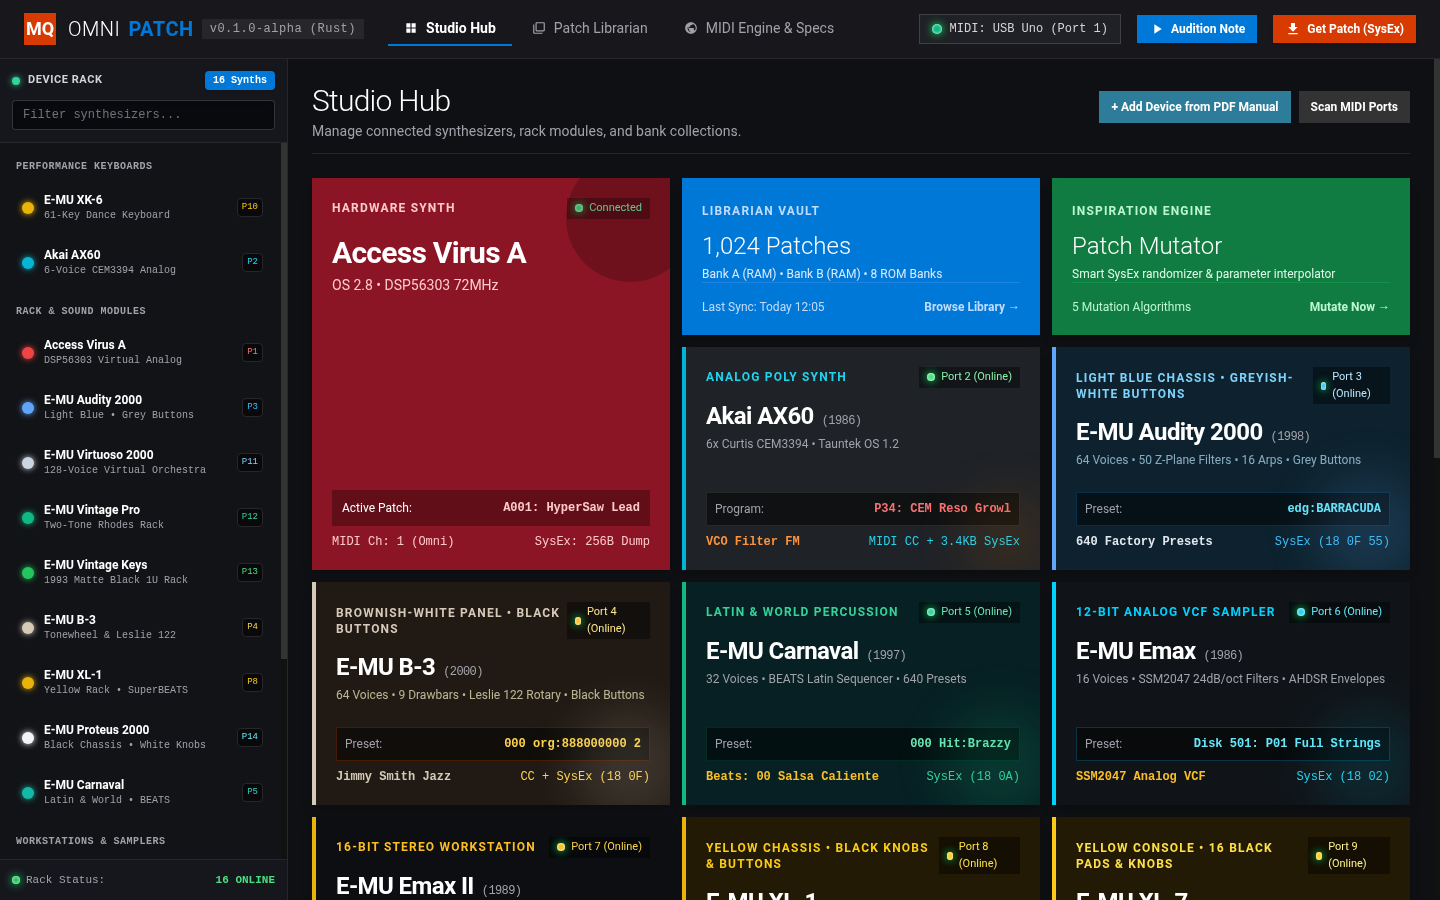 MQ OMNI PATCH v0.1.0-alpha (Rust) Studio Hub Patch Librarian MIDI Engine & Specs MIDI: USB Uno (Port 1) Audition Note Get Patch (SysEx)
DEVICE RACK 16 Synths
Filter synthesizers...
PERFORMANCE KEYBOARDS
E-MU XK-6 P10
61-Key Dance Keyboard
Akai AX60 P2
6-Voice CEM3394 Analog
RACK & SOUND MODULES
Access Virus A P1
DSP56303 Virtual Analog
E-MU Audity 2000 P3
Light Blue • Grey Buttons
E-MU Virtuoso 2000 P11
128-Voice Virtual Orchestra
E-MU Vintage Pro P12
Two-Tone Rhodes Rack
E-MU Vintage Keys P13
1993 Matte Black 1U Rack
E-MU B-3 P4
Tonewheel & Leslie 122
E-MU XL-1 P8
Yellow Rack • SuperBEATS
E-MU Proteus 2000 P14
Black Chassis • White Knobs
E-MU Carnaval P5
Latin & World • BEATS
WORKSTATIONS & SAMPLERS
Rack Status: 16 ONLINE
Studio Hub
Manage connected synthesizers, rack modules, and bank collections.
+ Add Device from PDF Manual Scan MIDI Ports
HARDWARE SYNTH Connected
Access Virus A
OS 2.8 • DSP56303 72MHz
Active Patch: A001: HyperSaw Lead
MIDI Ch: 1 (Omni) SysEx: 256B Dump
LIBRARIAN VAULT
1,024 Patches
Bank A (RAM) • Bank B (RAM) • 8 ROM Banks
Last Sync: Today 12:05 Browse Library →
INSPIRATION ENGINE
Patch Mutator
Smart SysEx randomizer & parameter interpolator
5 Mutation Algorithms Mutate Now →
ANALOG POLY SYNTH Port 2 (Online)
Akai AX60 (1986)
6x Curtis CEM3394 • Tauntek OS 1.2
Program: P34: CEM Reso Growl
VCO Filter FM MIDI CC + 3.4KB SysEx
LIGHT BLUE CHASSIS • GREYISH-
WHITE BUTTONS
Port 3
(Online)
E-MU Audity 2000 (1998)
64 Voices • 50 Z-Plane Filters • 16 Arps • Grey Buttons
Preset: edg:BARRACUDA
640 Factory Presets SysEx (18 0F 55)
BROWNISH-WHITE PANEL • BLACK
BUTTONS
Port 4
(Online)
E-MU B-3 (2000)
64 Voices • 9 Drawbars • Leslie 122 Rotary • Black Buttons
Preset: 000 org:888000000 2
Jimmy Smith Jazz CC + SysEx (18 0F)
LATIN & WORLD PERCUSSION Port 5 (Online)
E-MU Carnaval (1997)
32 Voices • BEATS Latin Sequencer • 640 Presets
Preset: 000 Hit:Brazzy
Beats: 00 Salsa Caliente SysEx (18 0A)
12-BIT ANALOG VCF SAMPLER Port 6 (Online)
E-MU Emax (1986)
16 Voices • SSM2047 24dB/oct Filters • AHDSR Envelopes
Preset: Disk 501: P01 Full Strings
SSM2047 Analog VCF SysEx (18 02)
16-BIT STEREO WORKSTATION Port 7 (Online)
E-MU Emax II (1989)
YELLOW CHASSIS • BLACK KNOBS
& BUTTONS
Port 8
(Online)
E-MU XL-1
YELLOW CONSOLE • 16 BLACK
PADS & KNOBS
Port 9
(Online)
E-MU XL-7